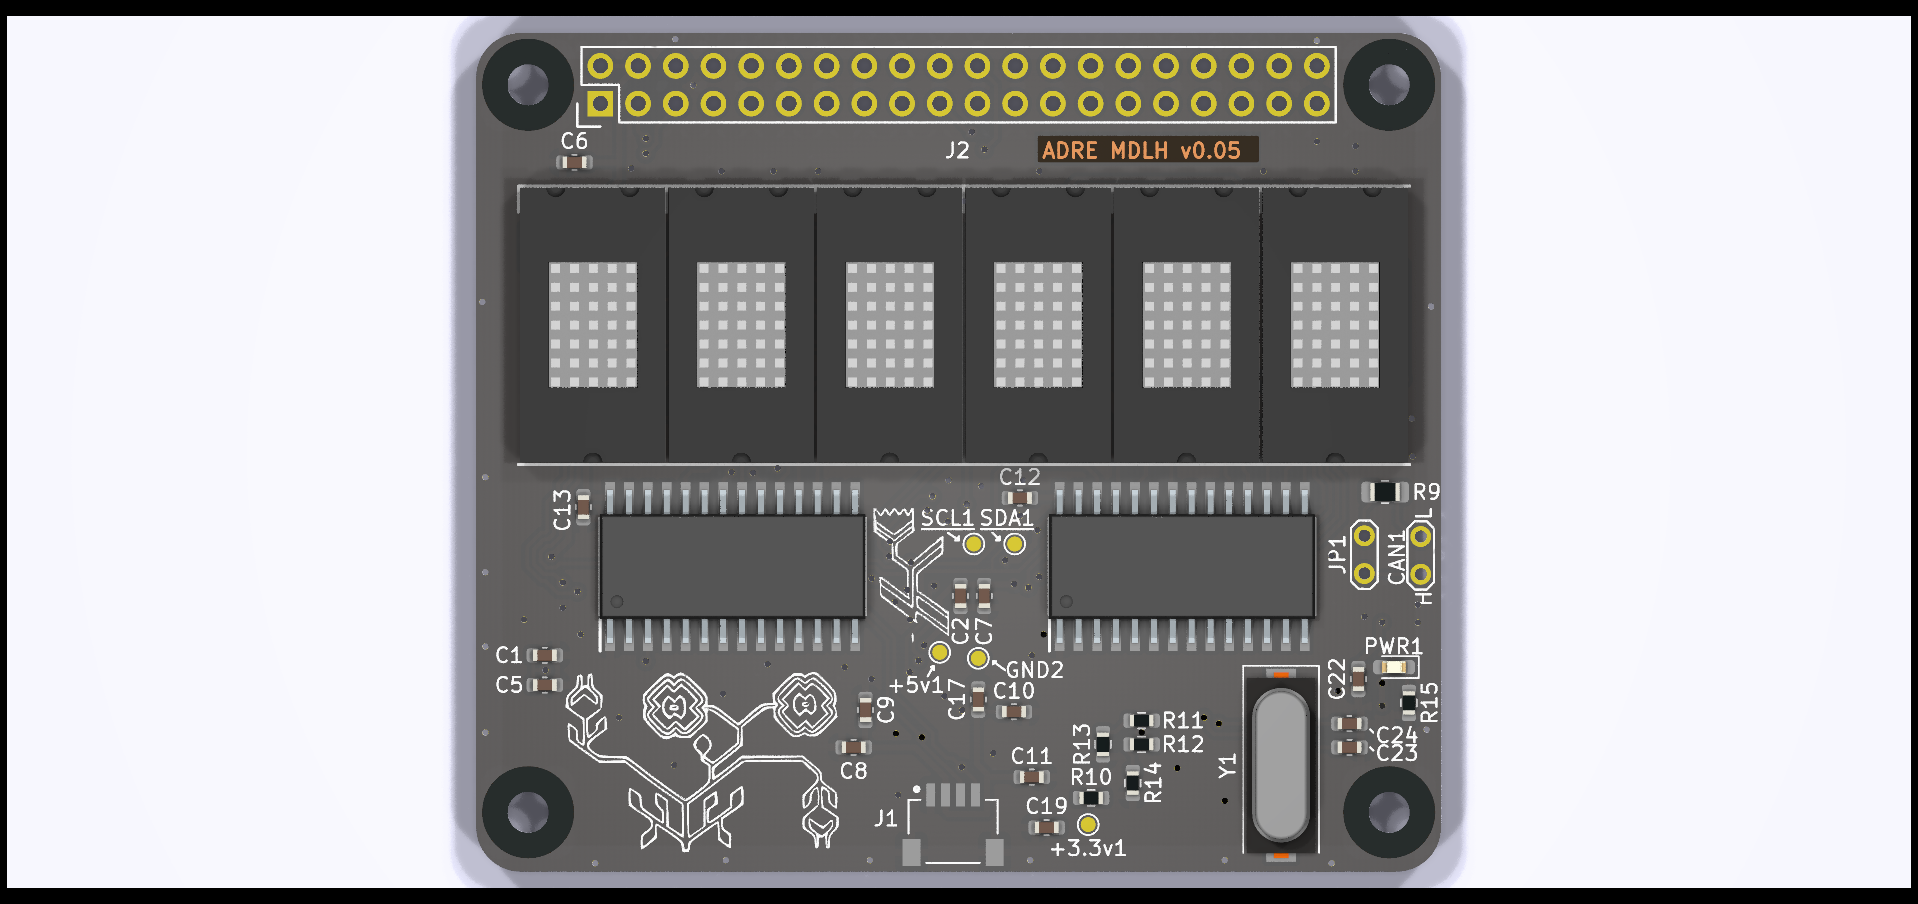 C6
J2
ADRE MDLH v0.05
C12
C13
R9
SCL1
SDA1
L
JP1
CAN1
H
C2
C7
C1
C5
+5v1
GND2
PWR1
C22
R15
C9
C17
C10
C8
R11
R12
R13
C24
C23
Y1
C11
R10
R14
J1
C19
+3.3v1